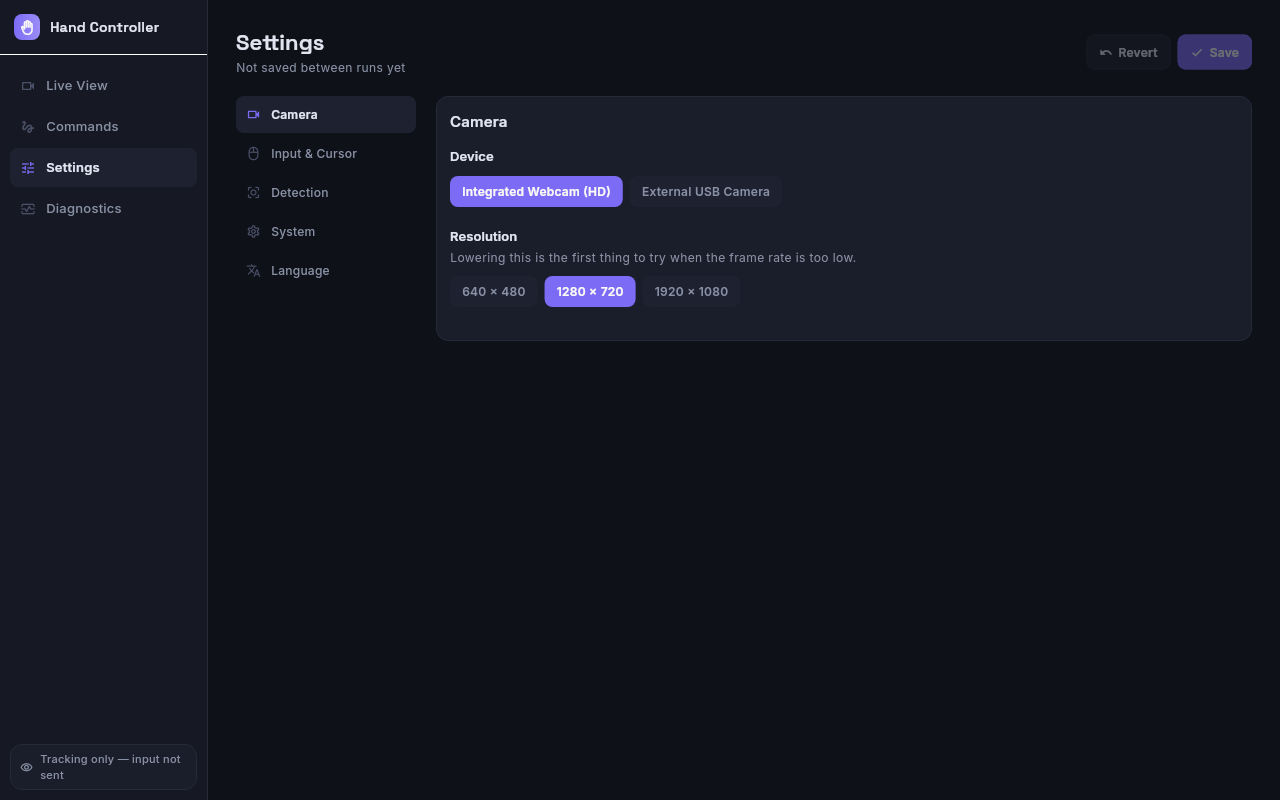 Hand Controller
Live View
Commands
Settings
Diagnostics
Tracking only — input not
sent
Settings
Not saved between runs yet
Revert
Save
Camera
Input & Cursor
Detection
System
Language
Camera
Device
Integrated Webcam (HD)
External USB Camera
Resolution
Lowering this is the first thing to try when the frame rate is too low.
640 × 480
1280 × 720
1920 × 1080